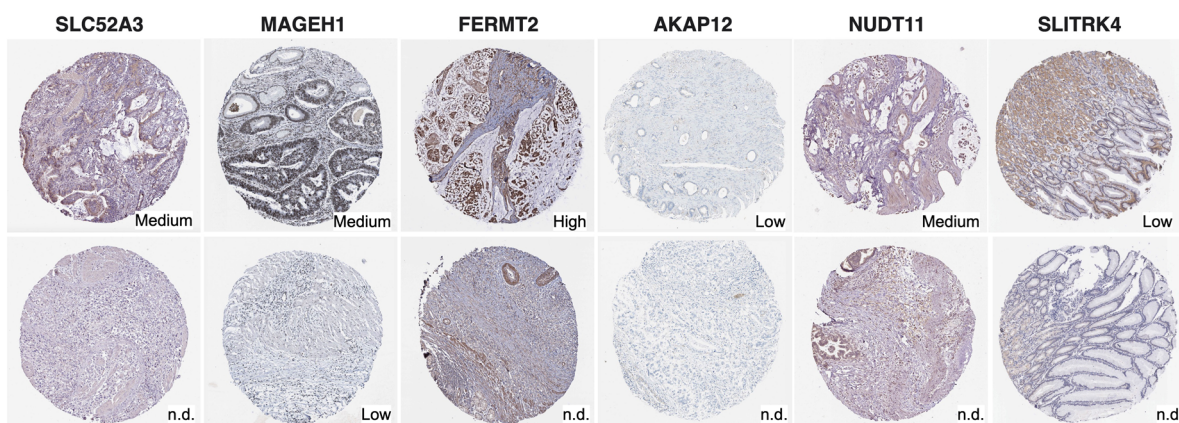 SLC52A3 MAGEH1 FERMT2 AKAP12 NUDT11 SLITRK4
Medium Medium High Low Medium Low
n.d. Low n.d. n.d. n.d. n.d